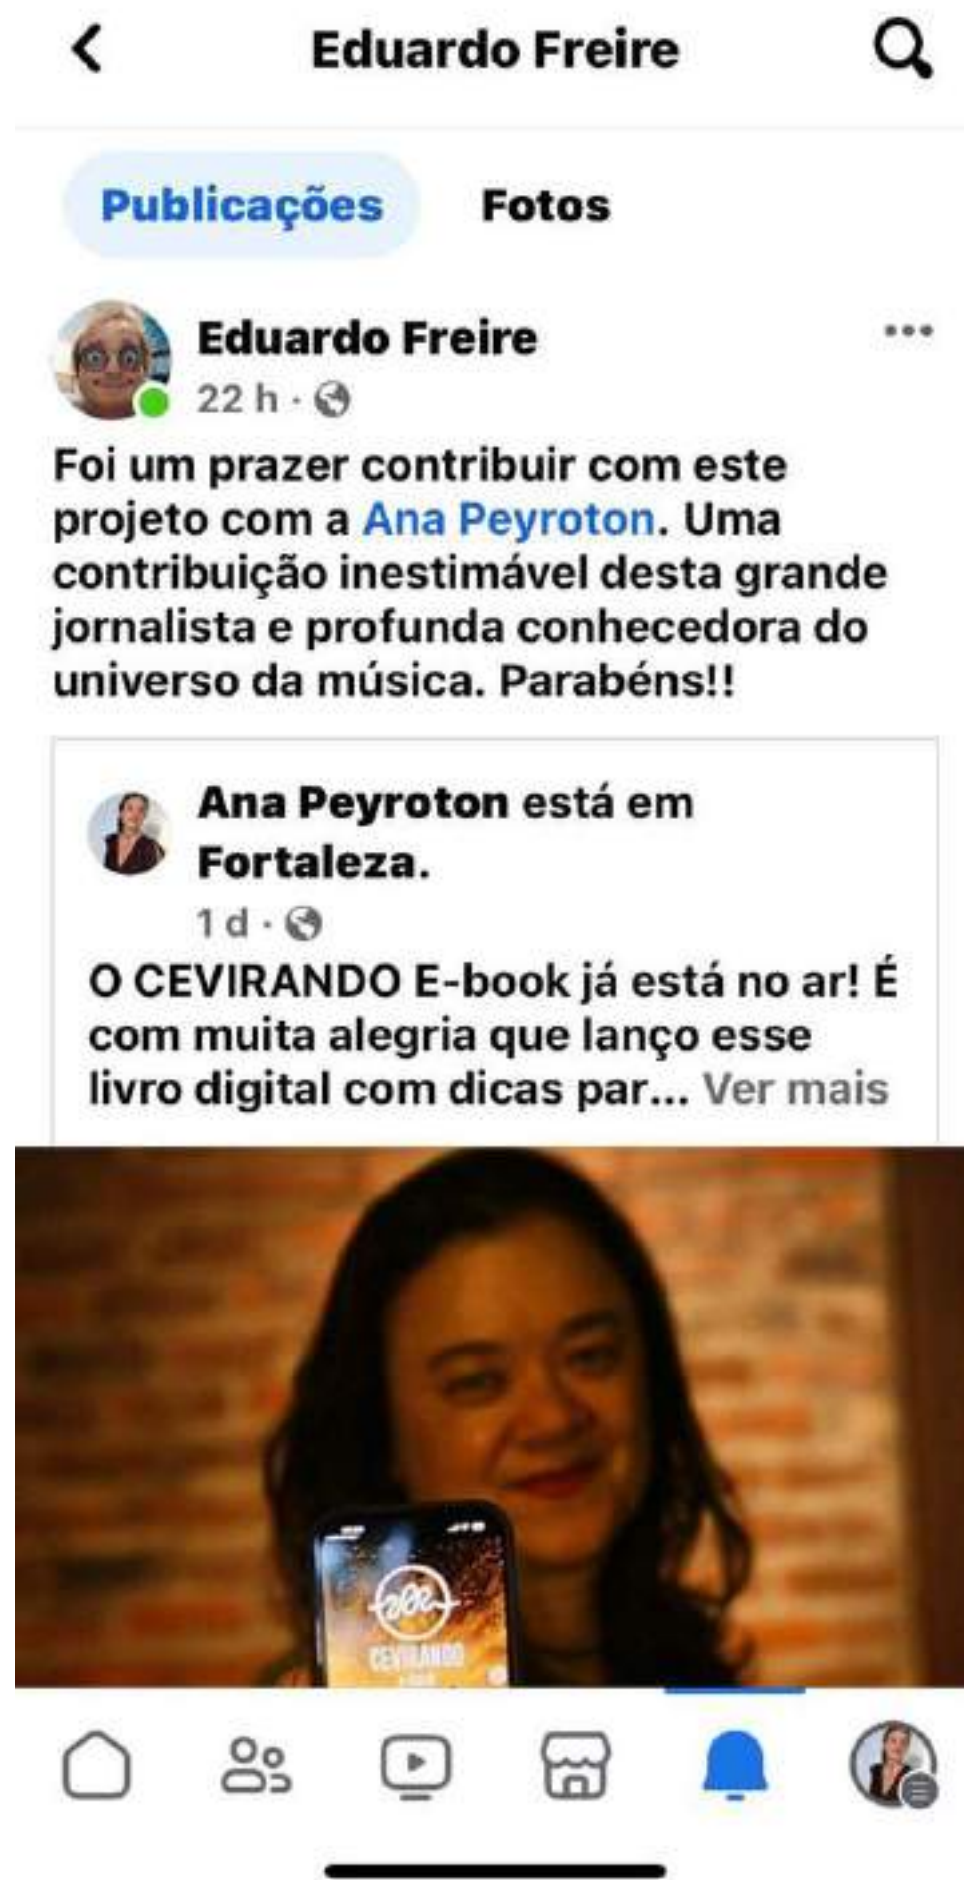 Eduardo Freire
Publicações Fotos
Eduardo Freire
22 h ·
Foi um prazer contribuir com este
projeto com a Ana Peyroton. Uma
contribuição inestimável desta grande
jornalista e profunda conhecedora do
universo da música. Parabéns!!
Ana Peyroton está em
Fortaleza.
1 d ·
O CEVIRANDO E-book já está no ar! É
com muita alegria que lanço esse
livro digital com dicas par... Ver mais
CEVIRANDO